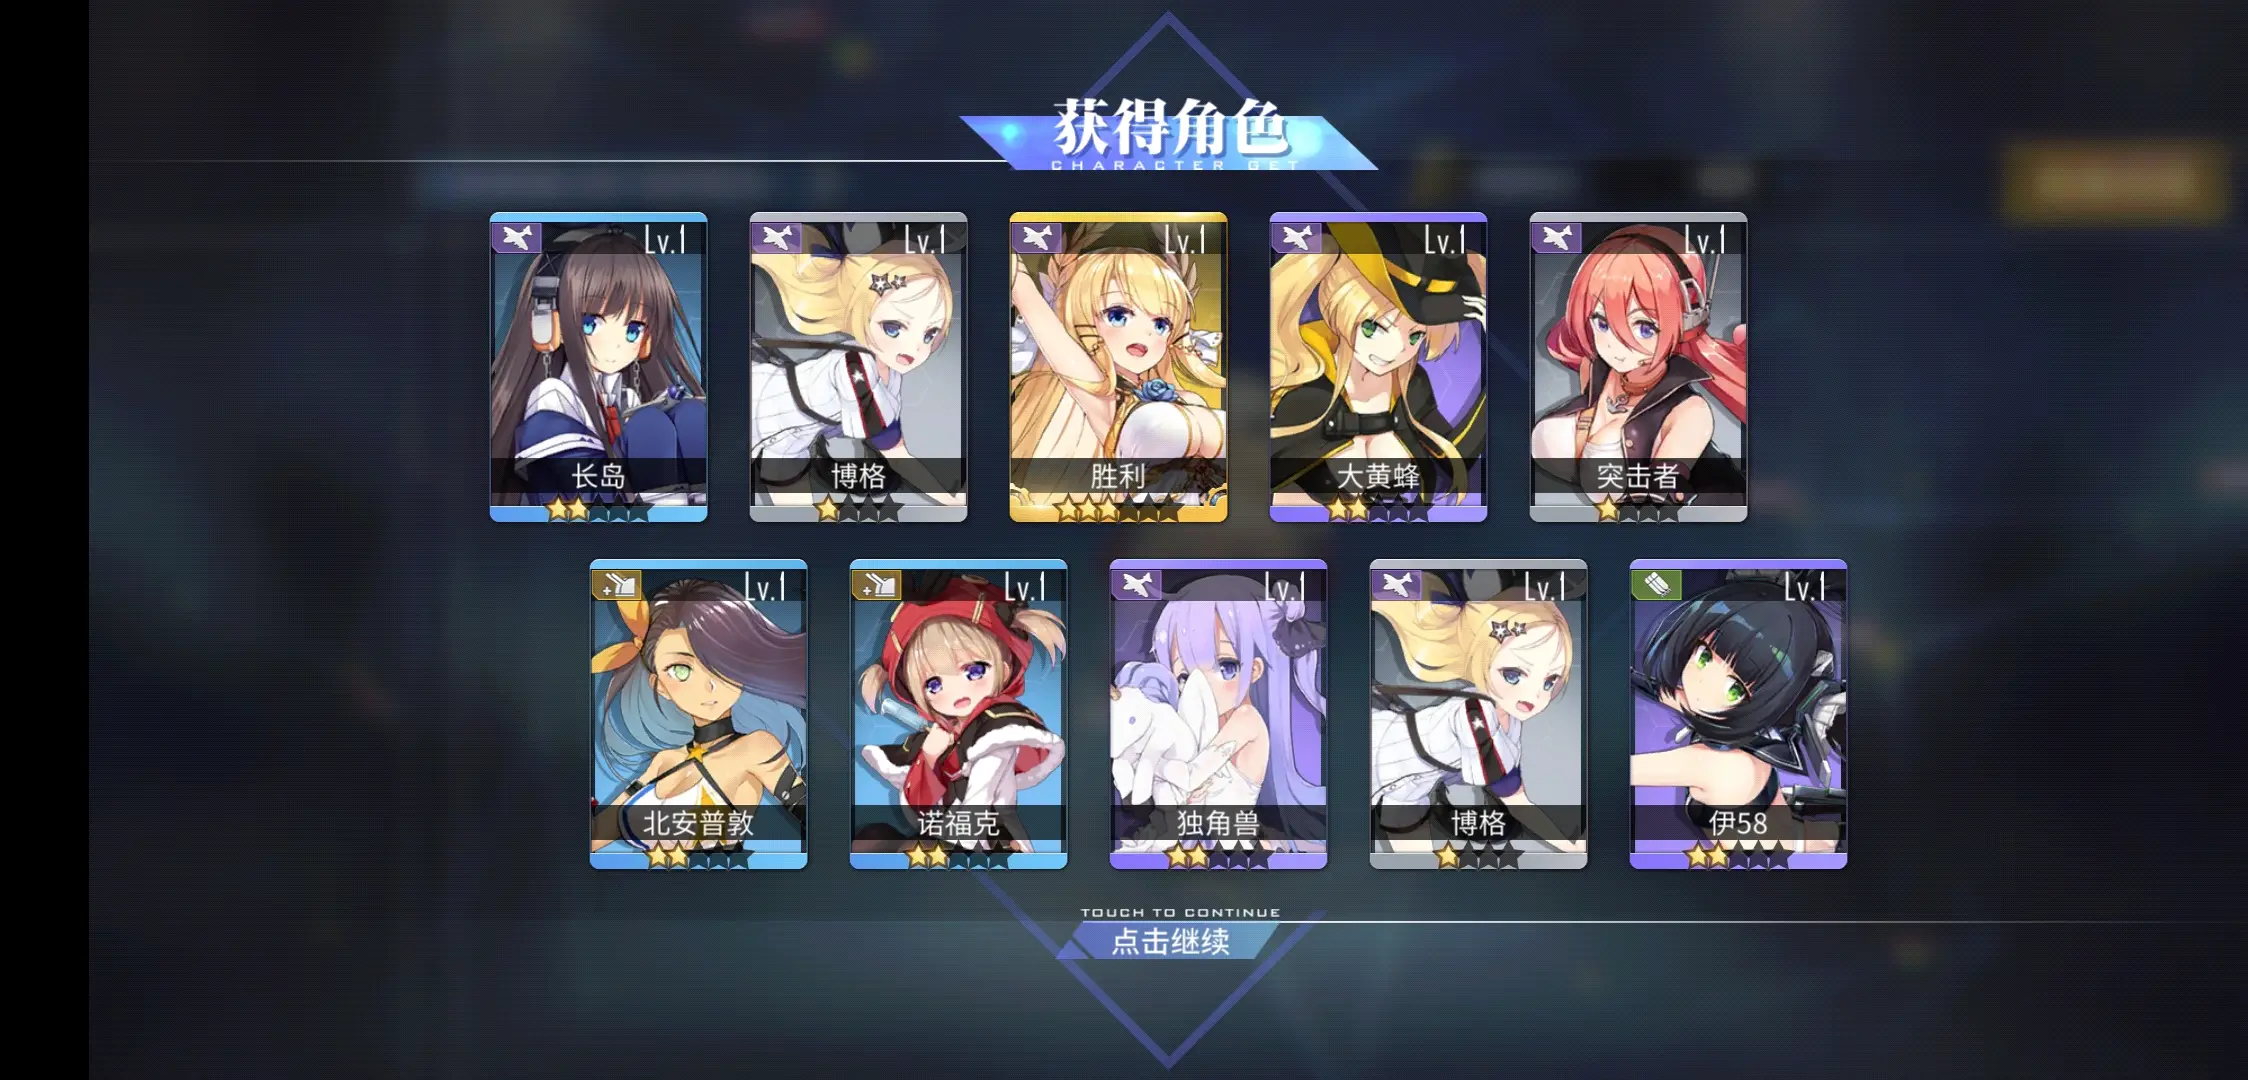 获得角色
CHARACTER GET
Lv.1
Lv.1
Lv.1
Lv.1
Lv.1
长岛
博格
胜利
大黄蜂
突击者
Lv.1
Lv.1
Lv.1
Lv.1
Lv.1
北安普敦
诺福克
独角兽
博格
伊58
TOUCH TO CONTINUE
点击继续